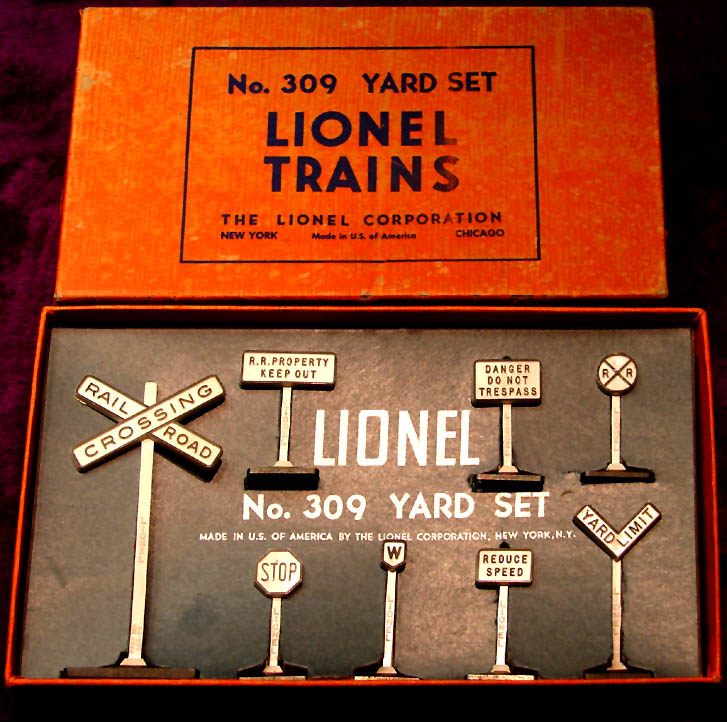 No. 309 YARD SET
LIONEL
TRAINS
THE LIONEL CORPORATION
NEW YORK Made in U.S. of America CHICAGO
RAIL ROAD
CROSSING
R.R. PROPERTY
KEEP OUT
DANGER
DO NOT
TRESPASS
R R
LIONEL
No. 309 YARD SET
MADE IN U.S. OF AMERICA BY THE LIONEL CORPORATION, NEW YORK, N.Y.
STOP
W
REDUCE
SPEED
YARD LIMIT